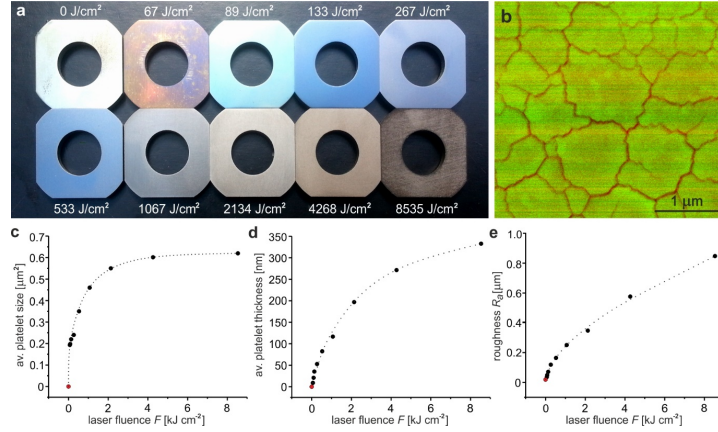 a
0 J/cm² 67 J/cm² 89 J/cm² 133 J/cm² 267 J/cm²
533 J/cm² 1067 J/cm² 2134 J/cm² 4268 J/cm² 8535 J/cm²
b
1 μm
c
av. platelet size [μm²]
0.7
0.6
0.5
0.4
0.3
0.2
0.1
0
0 2 4 6 8
laser fluence F [kJ cm⁻²]
d
av. platelet thickness [nm]
350
300
250
200
150
100
50
0
0 2 4 6 8
laser fluence F [kJ cm⁻²]
e
roughness Ra [μm]
1.0
0.8
0.6
0.4
0.2
0
0 2 4 6 8
laser fluence F [kJ cm⁻²]